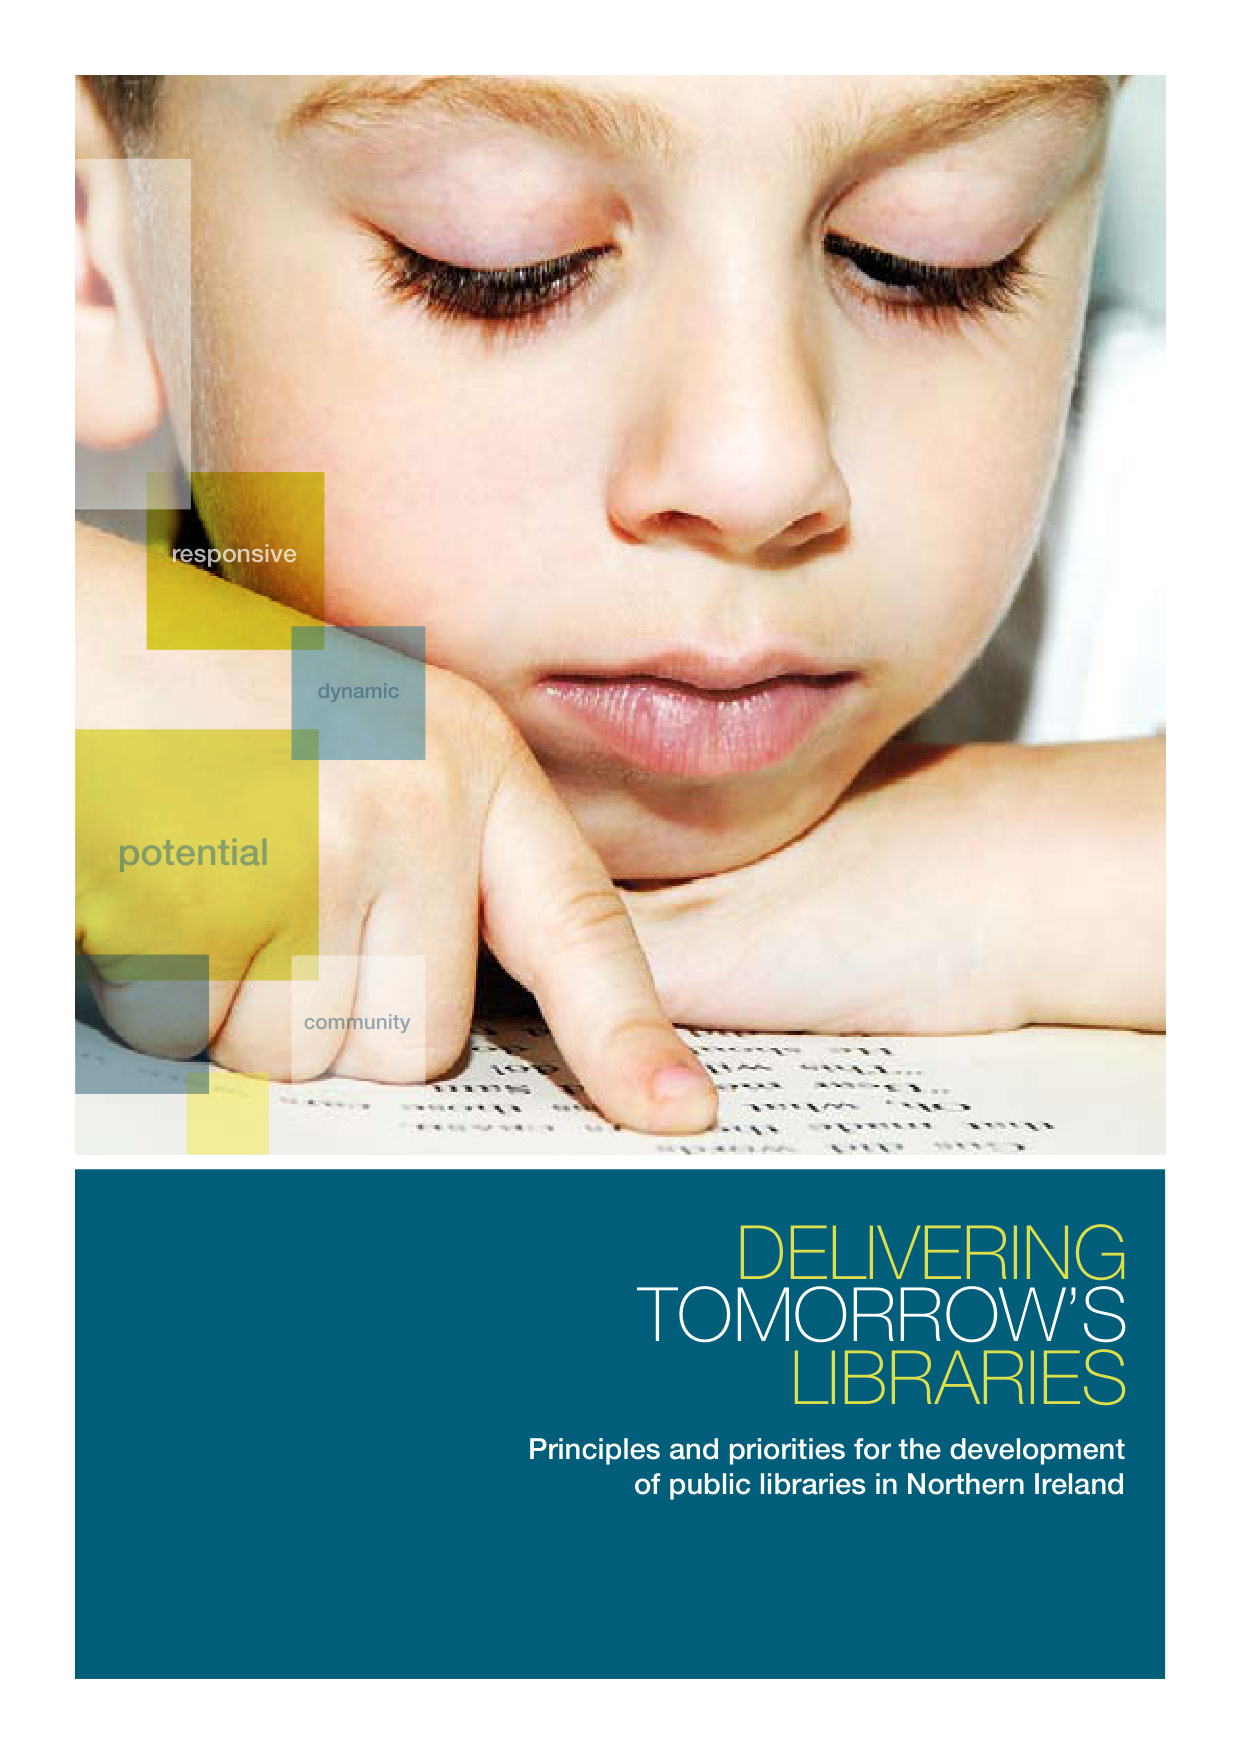 responsive
dynamic
potential
community
DELIVERING
TOMORROW'S
LIBRARIES
Principles and priorities for the development
of public libraries in Northern Ireland